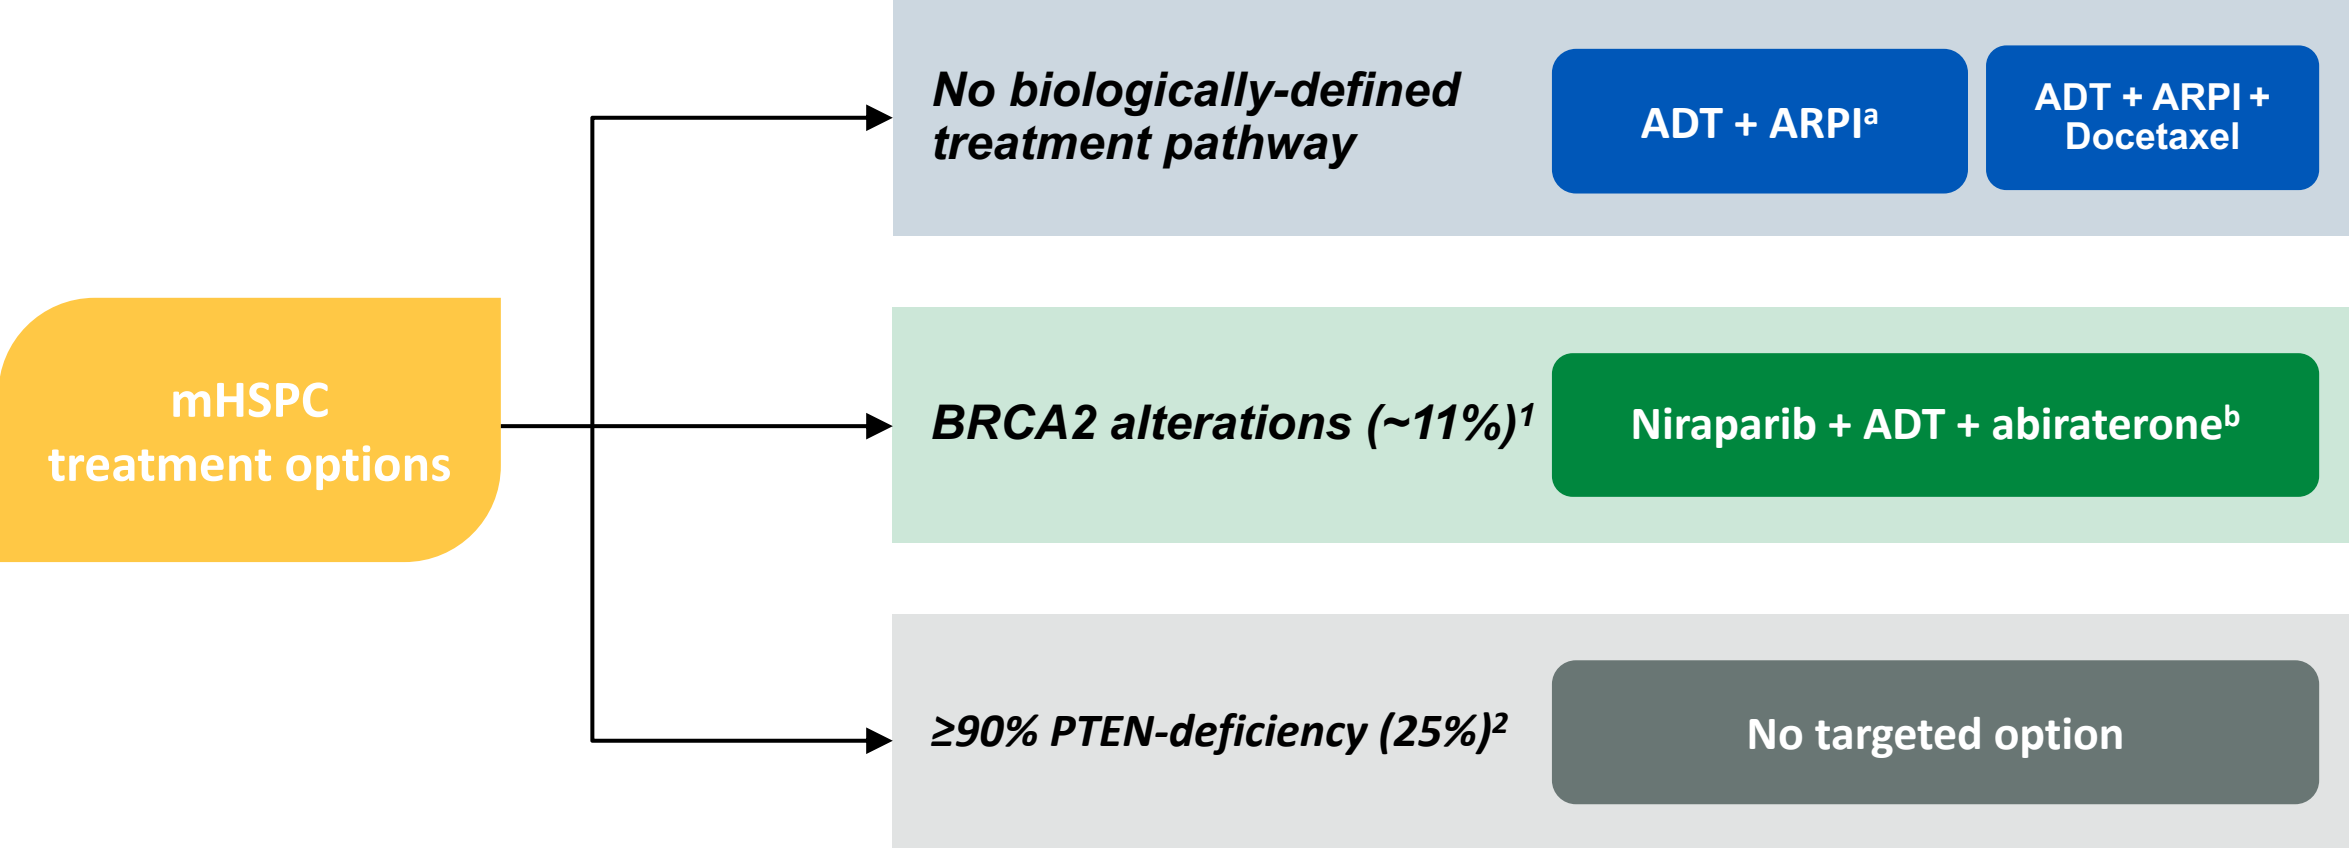 No biologically-defined
treatment pathway
ADT + ARPIᵃ
ADT + ARPI +
Docetaxel
mHSPC
treatment options
BRCA2 alterations (~11%)¹
Niraparib + ADT + abirateroneᵇ
≥90% PTEN-deficiency (25%)²
No targeted option